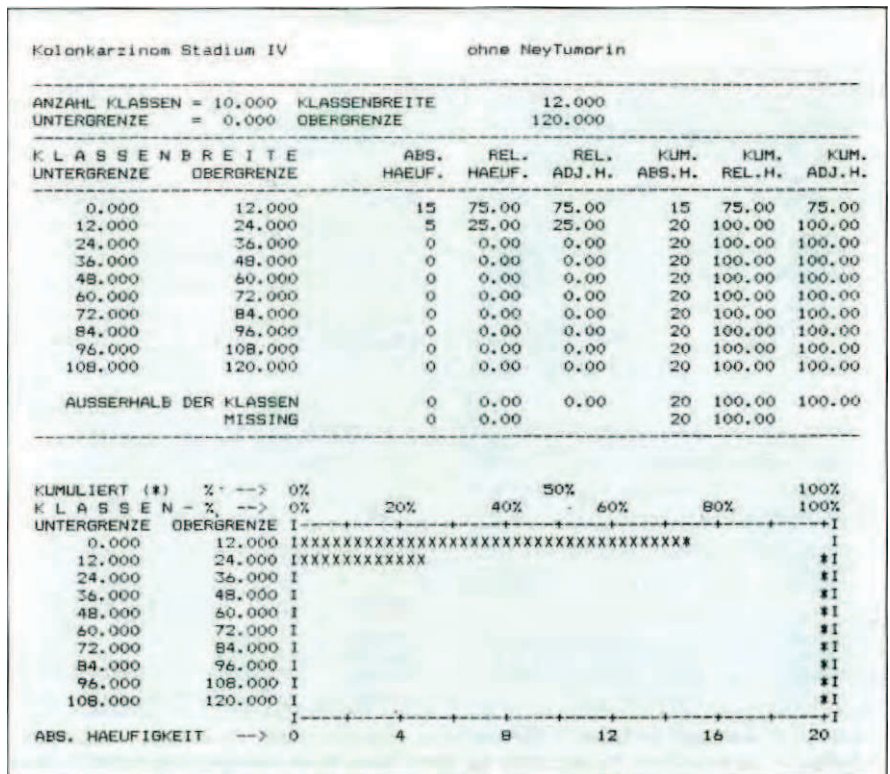 Kolonkarzinom Stadium IV ohne NeyTumorin
ANZAHL KLASSEN = 10.000 KLASSENBREITE 12.000
UNTERGRENZE = 0.000 OBERGRENZE 120.000
K L A S S E N B R E I T E ABS. REL. REL. KUM. KUM. KUM.
UNTERGRENZE OBERGRENZE HAEUF. HAEUF. ADJ.H. ABS.H. REL.H. ADJ.H.
0.000 12.000 15 75.00 75.00 15 75.00 75.00
12.000 24.000 5 25.00 25.00 20 100.00 100.00
24.000 36.000 0 0.00 0.00 20 100.00 100.00
36.000 48.000 0 0.00 0.00 20 100.00 100.00
48.000 60.000 0 0.00 0.00 20 100.00 100.00
60.000 72.000 0 0.00 0.00 20 100.00 100.00
72.000 84.000 0 0.00 0.00 20 100.00 100.00
84.000 96.000 0 0.00 0.00 20 100.00 100.00
96.000 108.000 0 0.00 0.00 20 100.00 100.00
108.000 120.000 0 0.00 0.00 20 100.00 100.00
AUSSERHALB DER KLASSEN 0 0.00 0.00 20 100.00 100.00
MISSING 0 0.00 20 100.00
KUMULIERT (*) % --> 0% 50% 100%
K L A S S E N - % --> 0% 20% 40% 60% 80% 100%
UNTERGRENZE OBERGRENZE I---+---+---+---+---+---+---+---+---+---+I
0.000 12.000 IXXXXXXXXXXXXXXXXXXXXXXXXXXXXXXXXXXXXX* I
12.000 24.000 IXXXXXXXXXXXX *I
24.000 36.000 I *I
36.000 48.000 I *I
48.000 60.000 I *I
60.000 72.000 I *I
72.000 84.000 I *I
84.000 96.000 I *I
96.000 108.000 I *I
108.000 120.000 I *I
I---+---+---+---+---+---+---+---+---+---+I
ABS. HAEUFIGKEIT --> 0 4 8 12 16 20